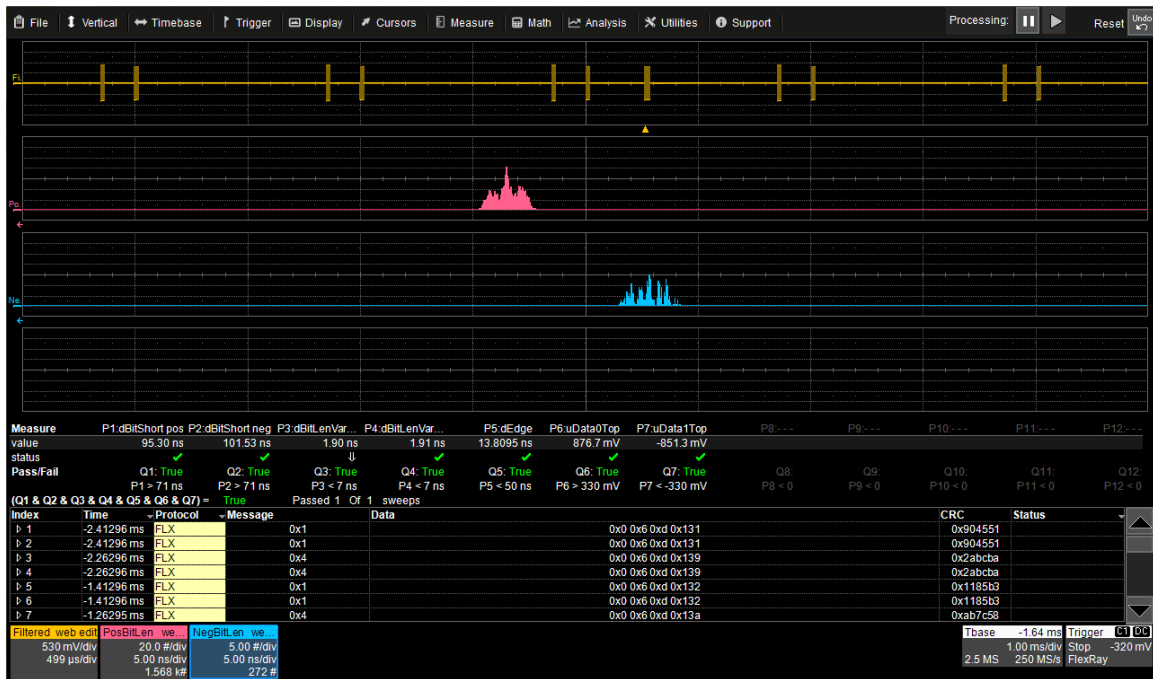 File Vertical Timebase Trigger Display Cursors Measure Math Analysis Utilities Support Processing: Reset Undo
Fi.
Po.
Ne.
Measure P1:dBitShort pos P2:dBitShort neg P3:dBitLenVar... P4:dBitLenVar... P5:dEdge P6:uData0Top P7:uData1Top P8:--- P9:--- P10:--- P11:--- P12:---
value 95.30 ns 101.53 ns 1.90 ns 1.91 ns 13.8095 ns 876.7 mV -851.3 mV
status
Pass/Fail Q1: True Q2: True Q3: True Q4: True Q5: True Q6: True Q7: True Q8: Q9: Q10: Q11: Q12:
P1 > 71 ns P2 > 71 ns P3 < 7 ns P4 < 7 ns P5 < 50 ns P6 > 330 mV P7 < -330 mV P8 < 0 P9 < 0 P10 < 0 P11 < 0 P12 < 0
(Q1 & Q2 & Q3 & Q4 & Q5 & Q6 & Q7) = True Passed 1 Of 1 sweeps
Index Time Protocol Message Data CRC Status
1 -2.41296 ms FLX 0x1 0x0 0x6 0xd 0x131 0x904551
2 -2.41296 ms FLX 0x1 0x0 0x6 0xd 0x131 0x904551
3 -2.26296 ms FLX 0x4 0x0 0x6 0xd 0x139 0x2abcba
4 -2.26296 ms FLX 0x4 0x0 0x6 0xd 0x139 0x2abcba
5 -1.41296 ms FLX 0x1 0x0 0x6 0xd 0x132 0x1185b3
6 -1.41296 ms FLX 0x1 0x0 0x6 0xd 0x132 0x1185b3
7 -1.26295 ms FLX 0x4 0x0 0x6 0xd 0x13a 0xab7c58
Filtered web edit PosBitLen we... NegBitLen we... Tbase -1.64 ms Trigger C1 DC
530 mV/div 20.0 #/div 5.00 #/div 1.00 ms/div Stop -320 mV
499 µs/div 5.00 ns/div 5.00 ns/div 2.5 MS 250 MS/s FlexRay
1.568 k# 272 #